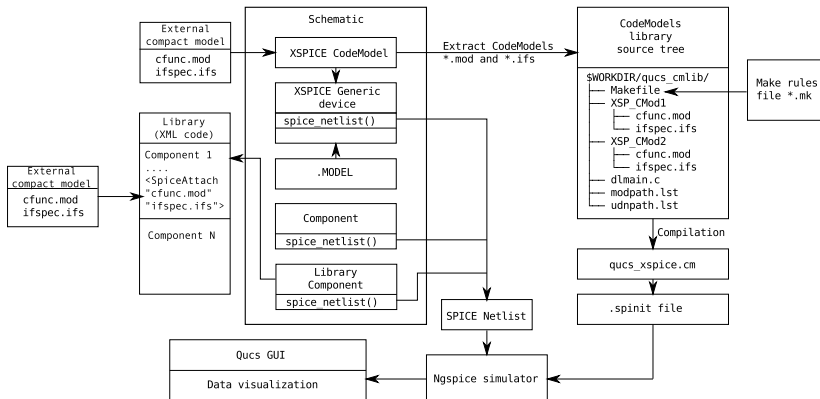 External
compact model
cfunc.mod
ifspec.ifs
Schematic
XSPICE CodeModel
XSPICE Generic
device
spice_netlist()
.MODEL
Component
spice_netlist()
Library
Component
spice_netlist()
Extract CodeModels
*.mod and *.ifs
CodeModels
library
source tree
$WORKDIR/qucs_cmlib/
Makefile
XSP_CMod1
cfunc.mod
ifspec.ifs
XSP_CMod2
cfunc.mod
ifspec.ifs
dlmain.c
modpath.lst
udnpath.lst
Make rules
file *.mk
Library
(XML code)
Component 1
....
<SpiceAttach
"cfunc.mod"
"ifspec.ifs">
Component N
External
compact model
cfunc.mod
ifspec.ifs
Compilation
qucs_xspice.cm
.spinit file
SPICE Netlist
Ngspice simulator
Qucs GUI
Data visualization